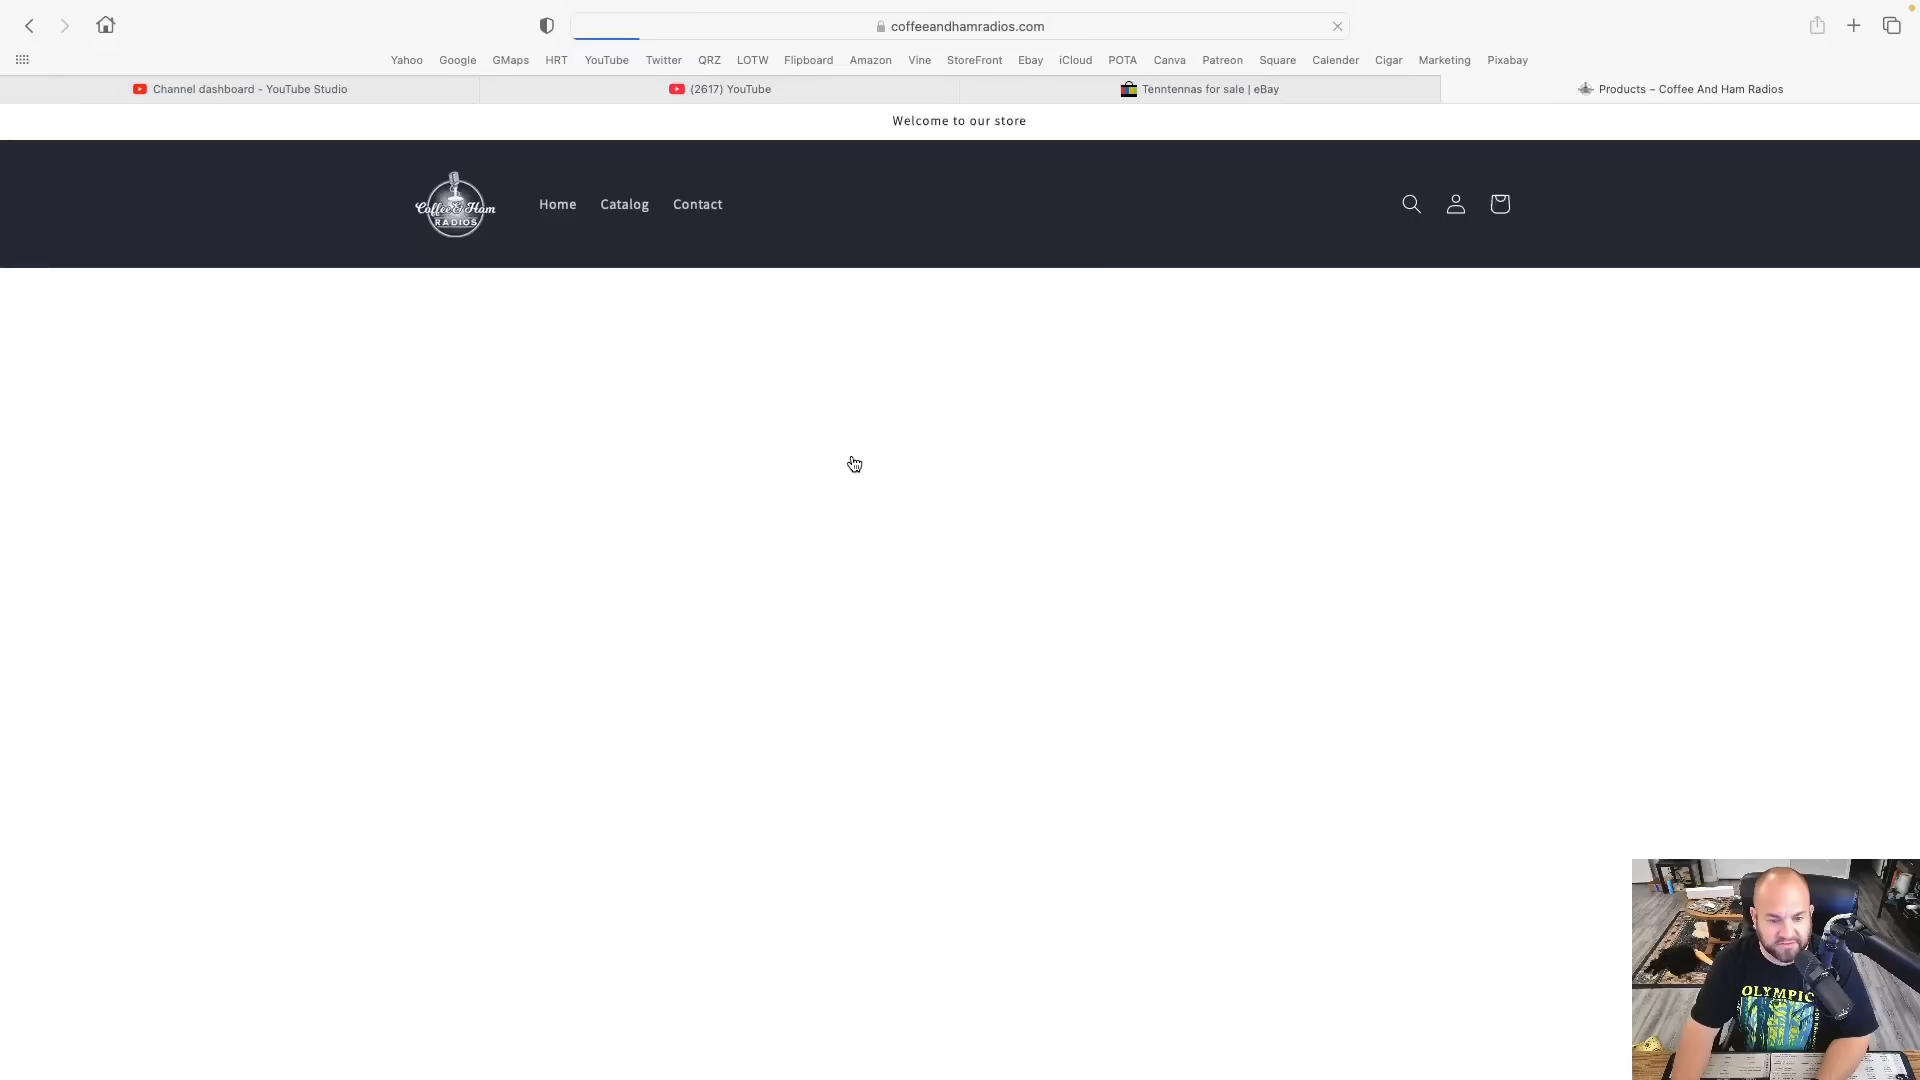 coffeeandhamradios.com
Yahoo Google GMaps HRT YouTube Twitter QRZ LOTW Flipboard Amazon Vine StoreFront Ebay iCloud POTA Canva Patreon Square Calender Cigar Marketing Pixabay
Channel dashboard - YouTube Studio
(2617) YouTube
Tenntennas for sale | eBay
Products – Coffee And Ham Radios
Welcome to our store
Coffee & Ham
RADIOS
Home Catalog Contact
OLYMPIC